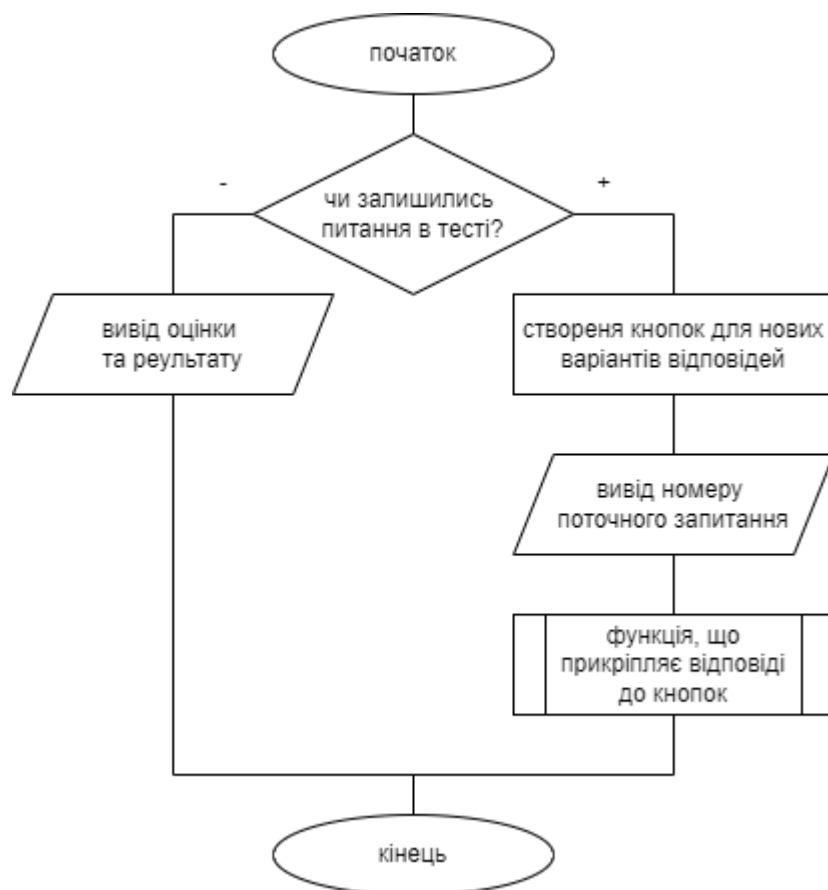 початок
-
+
чи залишились
питання в тесті?
вивід оцінки
та реультату
створеня кнопок для нових
варіантів відповідей
вивід номеру
поточного запитання
функція, що
прикріпляє відповіді
до кнопок
кінець